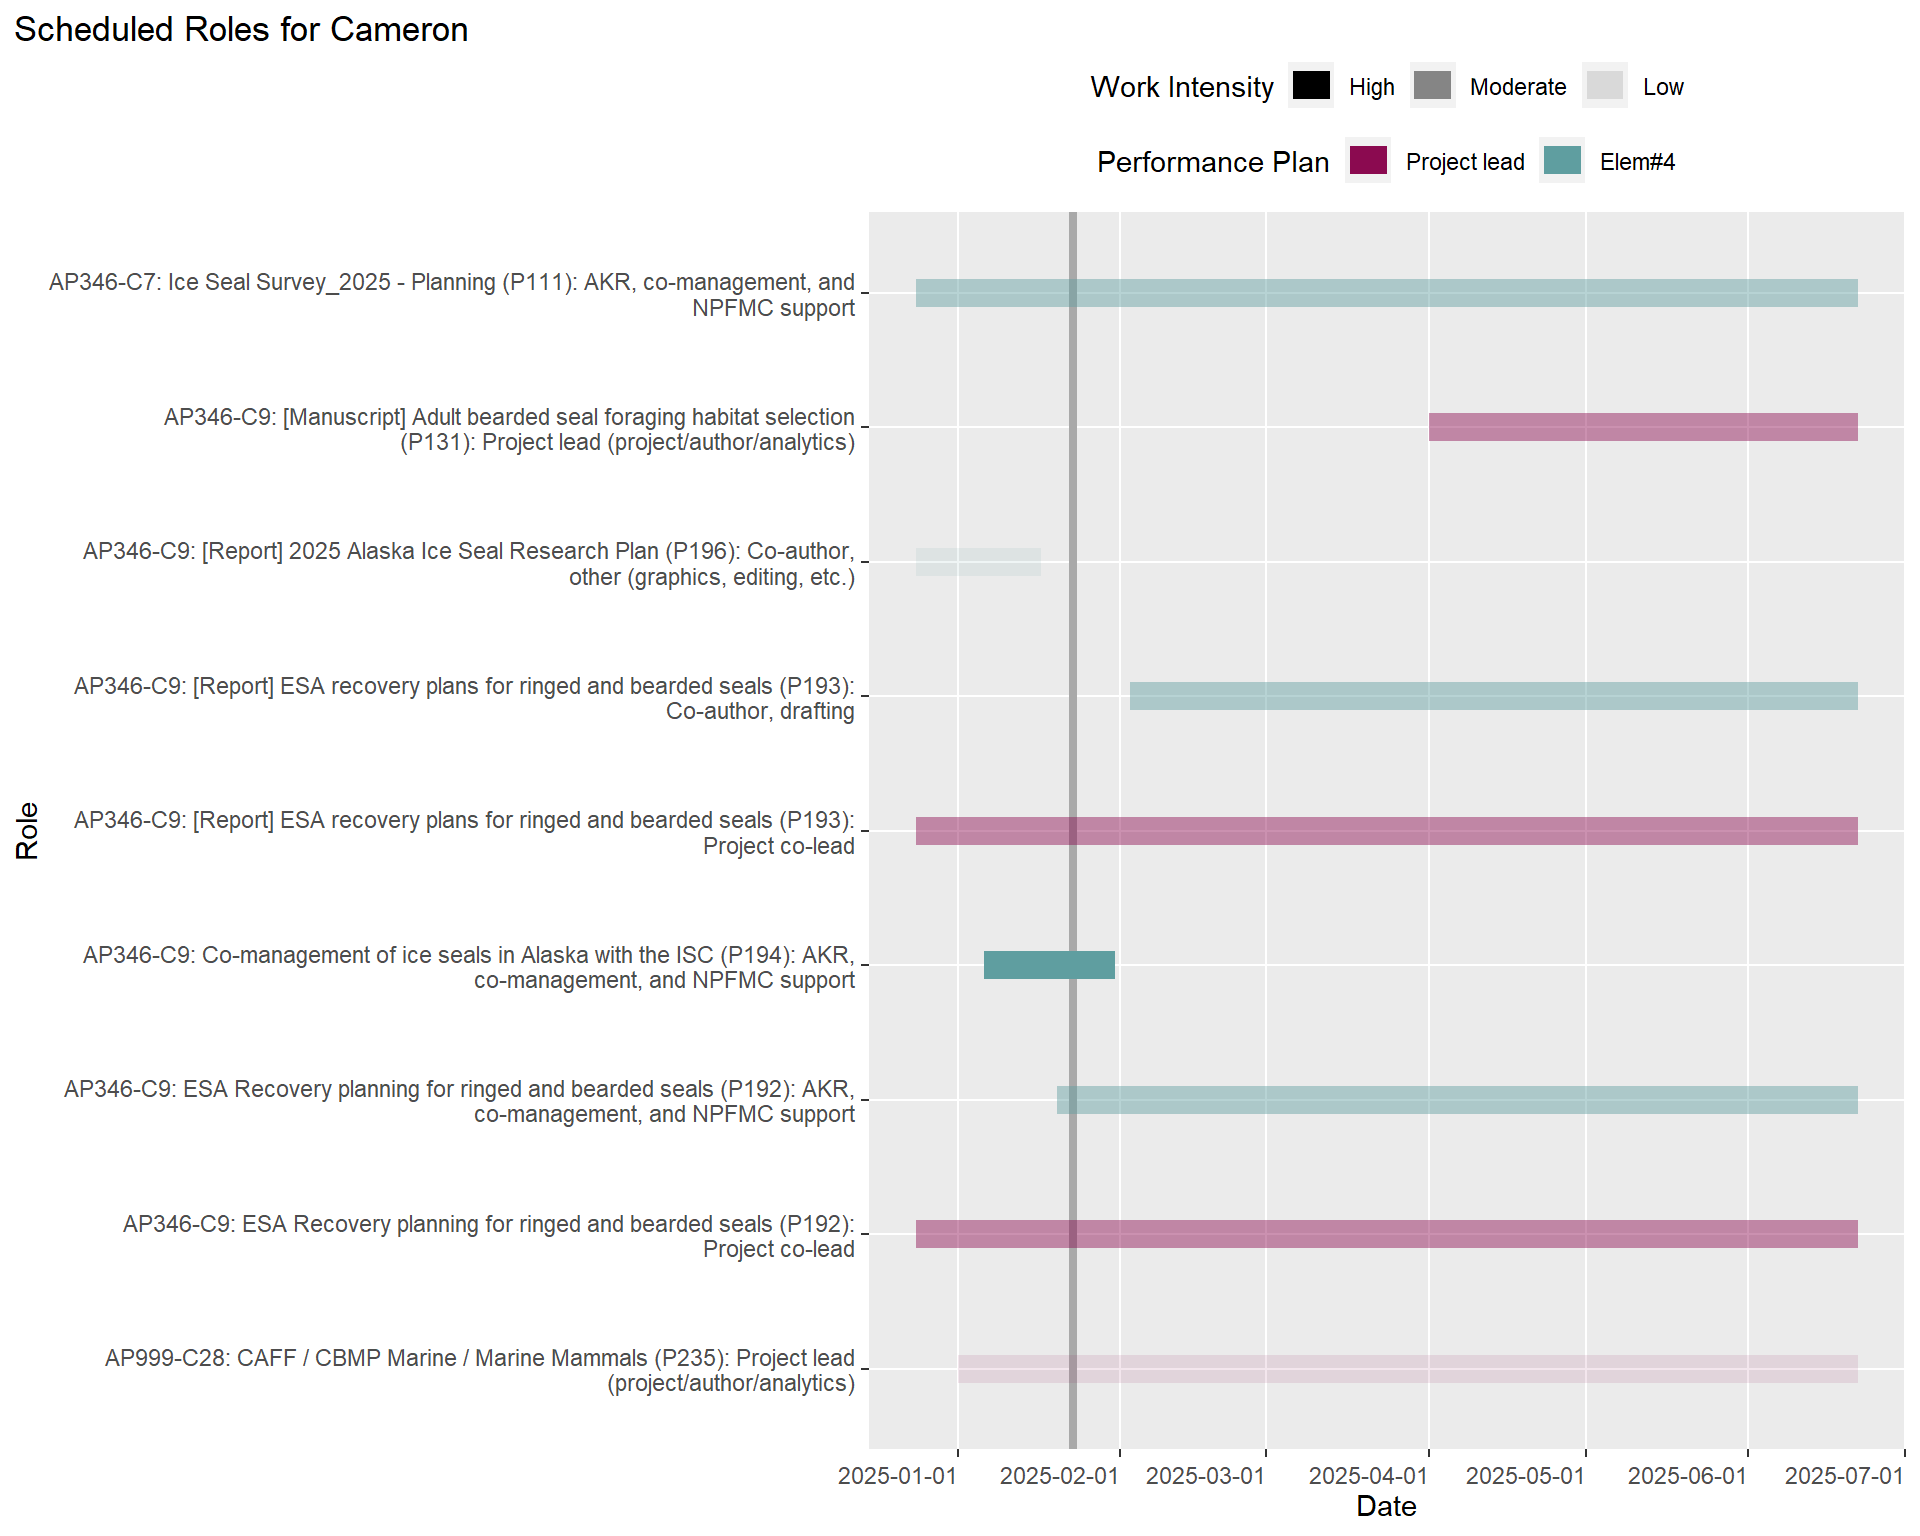 Scheduled Roles for Cameron
Work Intensity High Moderate Low
Performance Plan Project lead Elem#4
AP346-C7: Ice Seal Survey_2025 - Planning (P111): AKR, co-management, and
NPFMC support
AP346-C9: [Manuscript] Adult bearded seal foraging habitat selection
(P131): Project lead (project/author/analytics)
AP346-C9: [Report] 2025 Alaska Ice Seal Research Plan (P196): Co-author,
other (graphics, editing, etc.)
AP346-C9: [Report] ESA recovery plans for ringed and bearded seals (P193):
Co-author, drafting
Role
AP346-C9: [Report] ESA recovery plans for ringed and bearded seals (P193):
Project co-lead
AP346-C9: Co-management of ice seals in Alaska with the ISC (P194): AKR,
co-management, and NPFMC support
AP346-C9: ESA Recovery planning for ringed and bearded seals (P192): AKR,
co-management, and NPFMC support
AP346-C9: ESA Recovery planning for ringed and bearded seals (P192):
Project co-lead
AP999-C28: CAFF / CBMP Marine / Marine Mammals (P235): Project lead
(project/author/analytics)
2025-01-01 2025-02-01 2025-03-01 2025-04-01 2025-05-01 2025-06-01 2025-07-01
Date